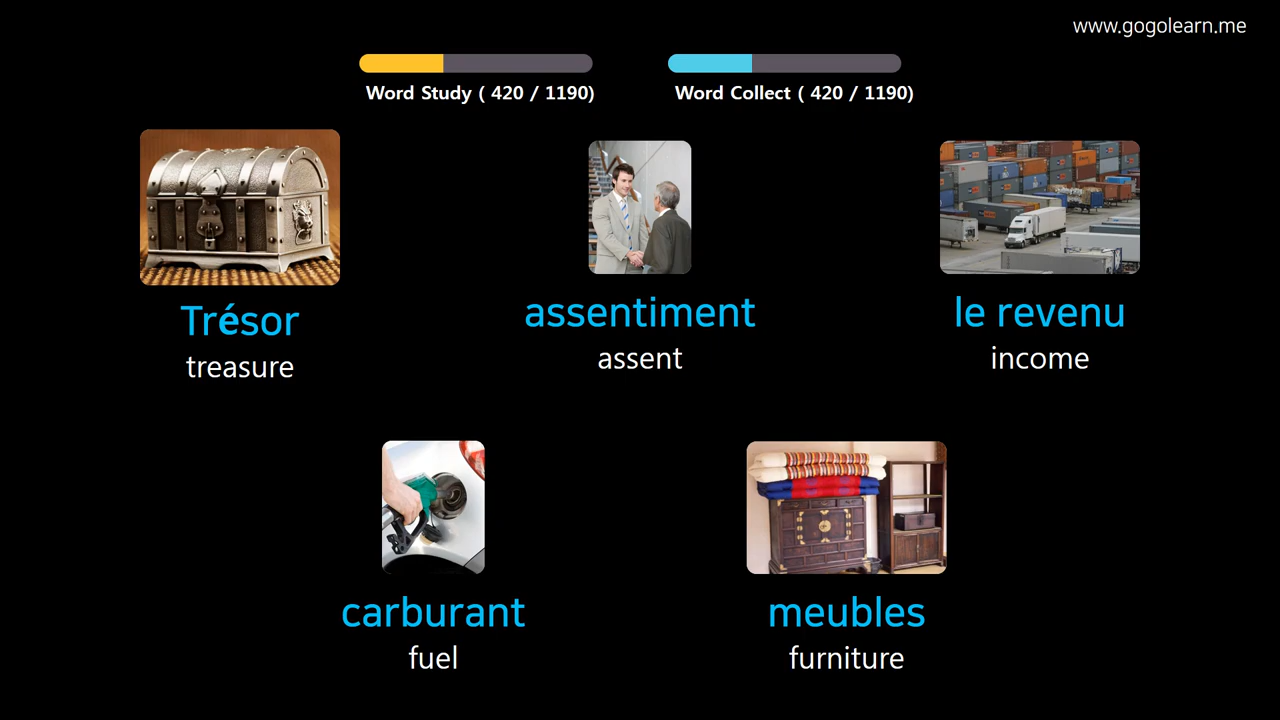 www.gogolearn.me
Word Study ( 420 / 1190)
Word Collect ( 420 / 1190)
Trésor
treasure
assentiment
assent
le revenu
income
carburant
fuel
meubles
furniture